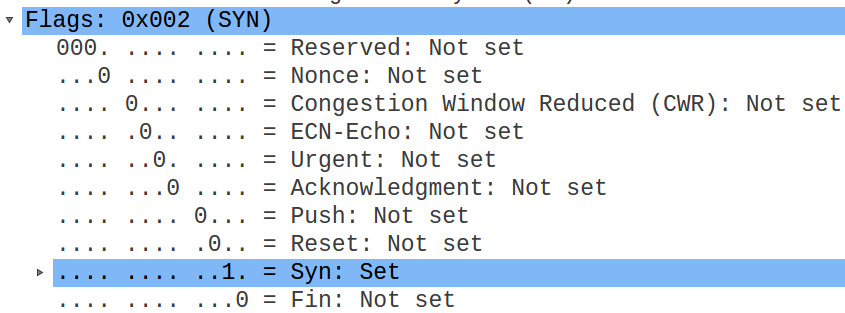 Flags: 0x002 (SYN)
000. .... .... = Reserved: Not set
...0 .... .... = Nonce: Not set
.... 0... .... = Congestion Window Reduced (CWR): Not set
.... .0.. .... = ECN-Echo: Not set
.... ..0. .... = Urgent: Not set
.... ...0 .... = Acknowledgment: Not set
.... .... 0... = Push: Not set
.... .... .0.. = Reset: Not set
.... .... ..1. = Syn: Set
.... .... ...0 = Fin: Not set